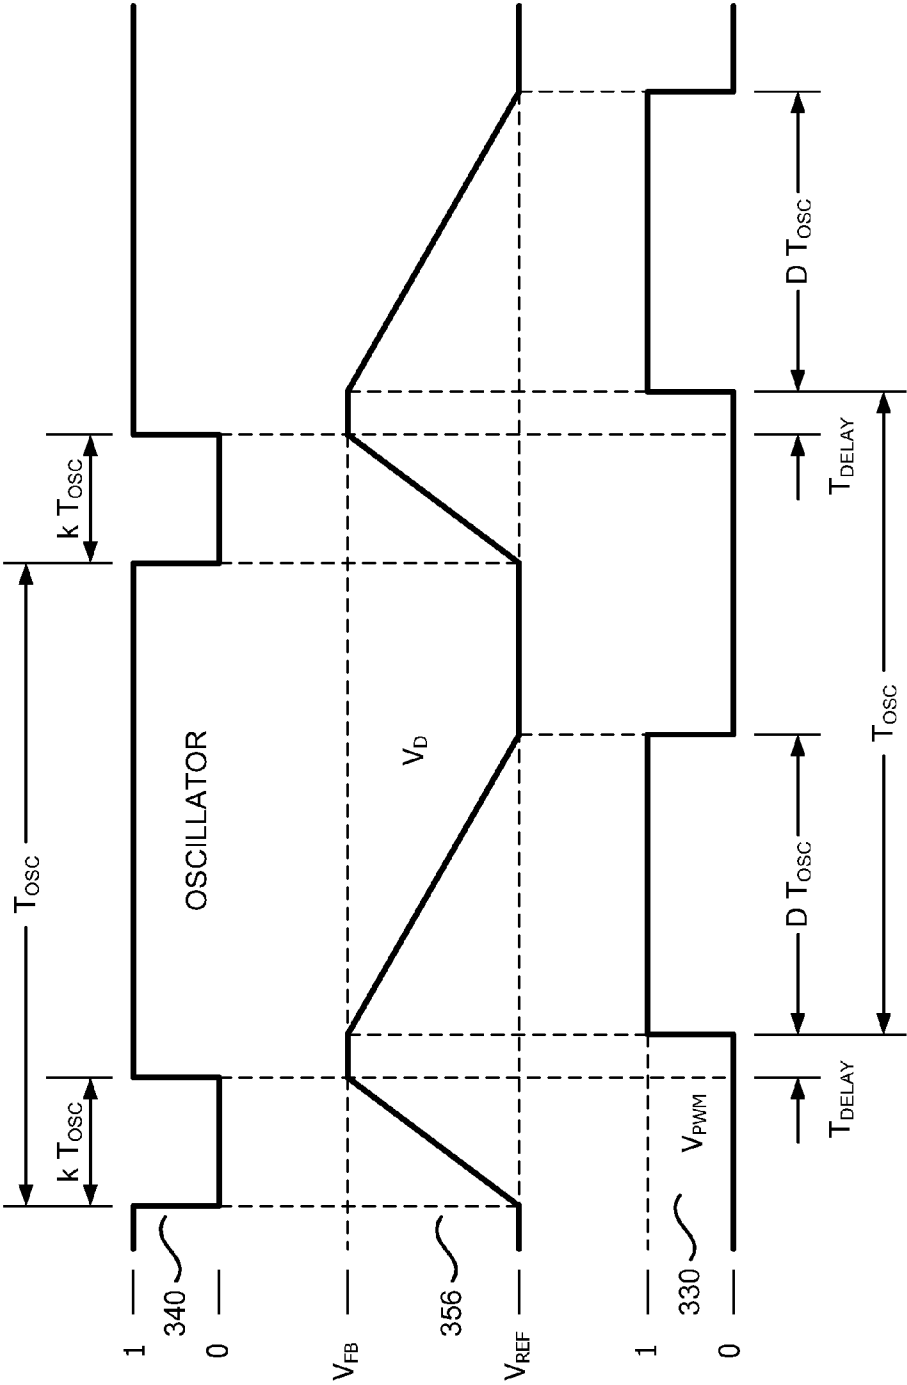 T_OSC
k T_OSC
k T_OSC
1
0
340
OSCILLATOR
V_FB
V_REF
356
V_D
1
0
330
V_PWM
T_DELAY
D T_OSC
T_DELAY
D T_OSC
T_OSC